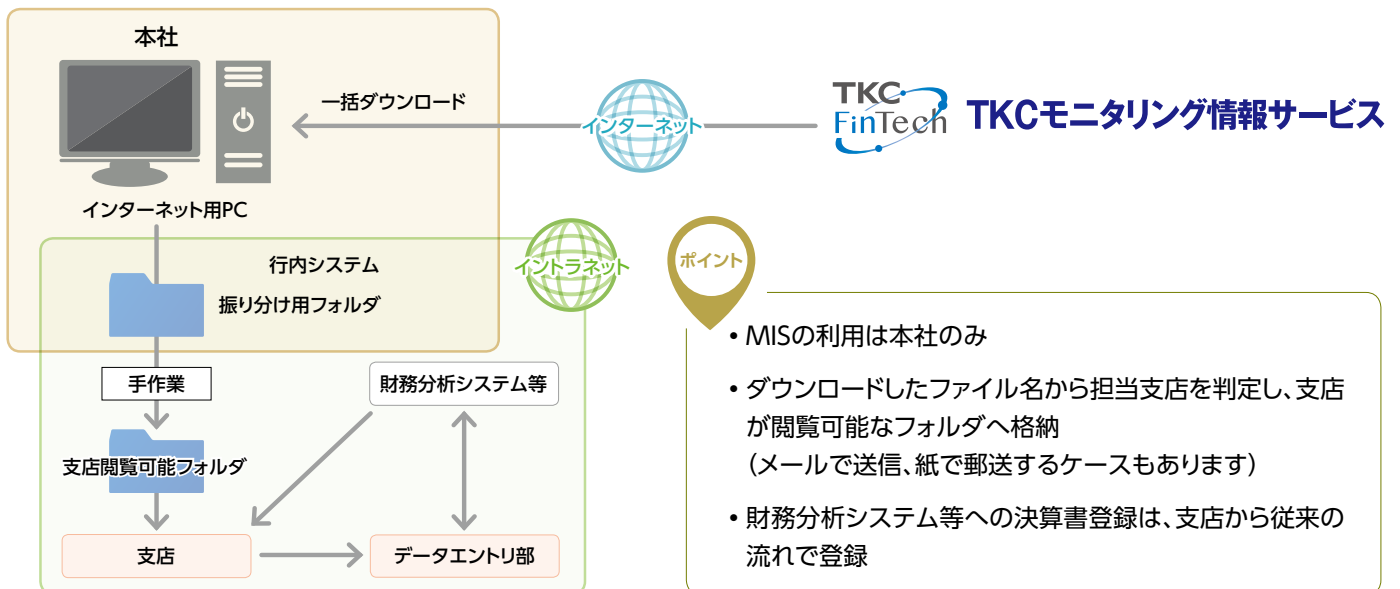 本社
一括ダウンロード
インターネット
TKC
FinTech
TKCモニタリング情報サービス
インターネット用PC
行内システム
イントラネット
振り分け用フォルダ
手作業
財務分析システム等
支店閲覧可能フォルダ
支店
データエントリ部
ポイント
• MISの利用は本社のみ
• ダウンロードしたファイル名から担当支店を判定し、支店
が閲覧可能なフォルダへ格納
（メールで送信、紙で郵送するケースもあります）
• 財務分析システム等への決算書登録は、支店から従来の
流れで登録